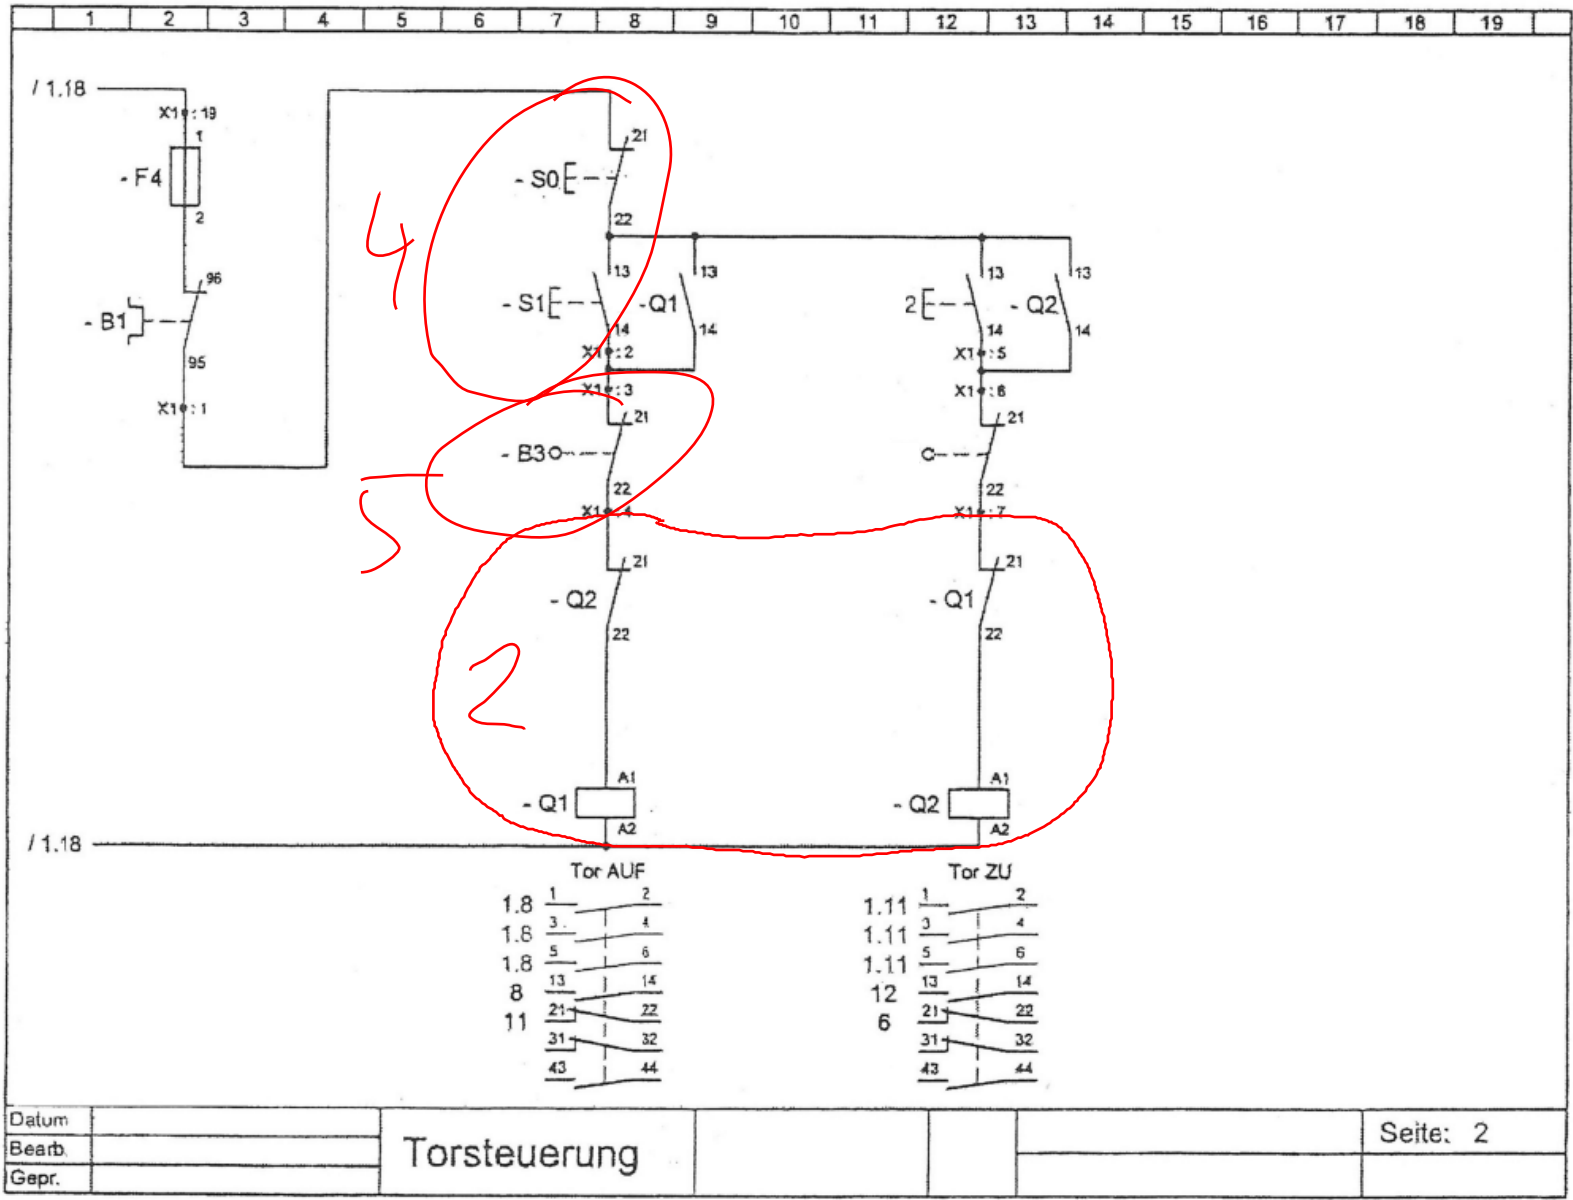 1 2 3 4 5 6 7 8 9 10 11 12 13 14 15 16 17 18 19
/ 1.18
X1 : 19
1
- F4
2
96
- B1
95
X1 : 1
4
21
- S0
22
13 13 13 13
- S1 - Q1 2 - Q2
14 14 14 14
X1 : 2 X1 : 5
X1 : 3 X1 : 6
21 21
- B3
22 22
X1 : 4 X1 : 7
5
21 21
- Q2 - Q1
22 22
2
A1 A1
- Q1 - Q2
A2 A2
/ 1.18
Tor AUF Tor ZU
1.8 1 2 1.11 1 2
1.8 3 4 1.11 3 4
1.8 5 6 1.11 5 6
8 13 14 12 13 14
11 21 22 6 21 22
31 32 31 32
43 44 43 44
Datum
Bearb.
Gepr.
Torsteuerung
Seite: 2